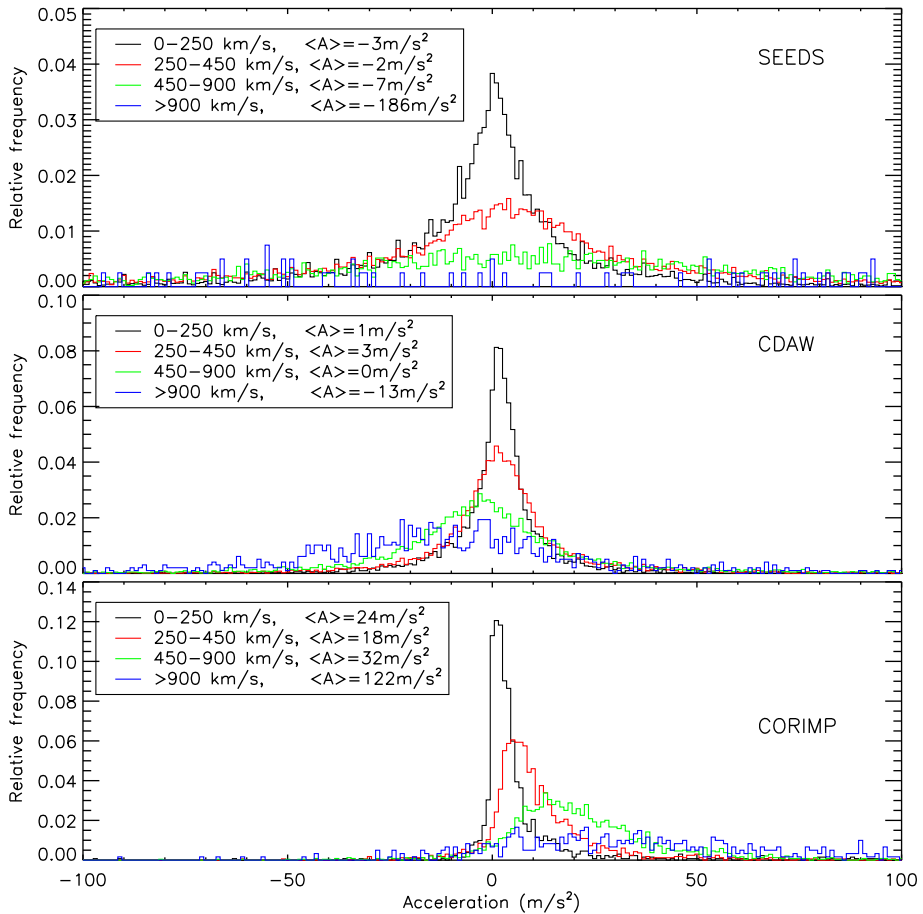 0.05
0.04
0.03
0.02
0.01
0.00
Relative frequency
0−250 km/s, <A>=−3m/s²
250−450 km/s, <A>=−2m/s²
450−900 km/s, <A>=−7m/s²
>900 km/s, <A>=−186m/s²
SEEDS
0.10
0.08
0.06
0.04
0.02
0.00
Relative frequency
0−250 km/s, <A>=1m/s²
250−450 km/s, <A>=3m/s²
450−900 km/s, <A>=0m/s²
>900 km/s, <A>=−13m/s²
CDAW
0.14
0.12
0.10
0.08
0.06
0.04
0.02
0.00
Relative frequency
0−250 km/s, <A>=24m/s²
250−450 km/s, <A>=18m/s²
450−900 km/s, <A>=32m/s²
>900 km/s, <A>=122m/s²
CORIMP
−100 −50 0 50 100
Acceleration (m/s²)